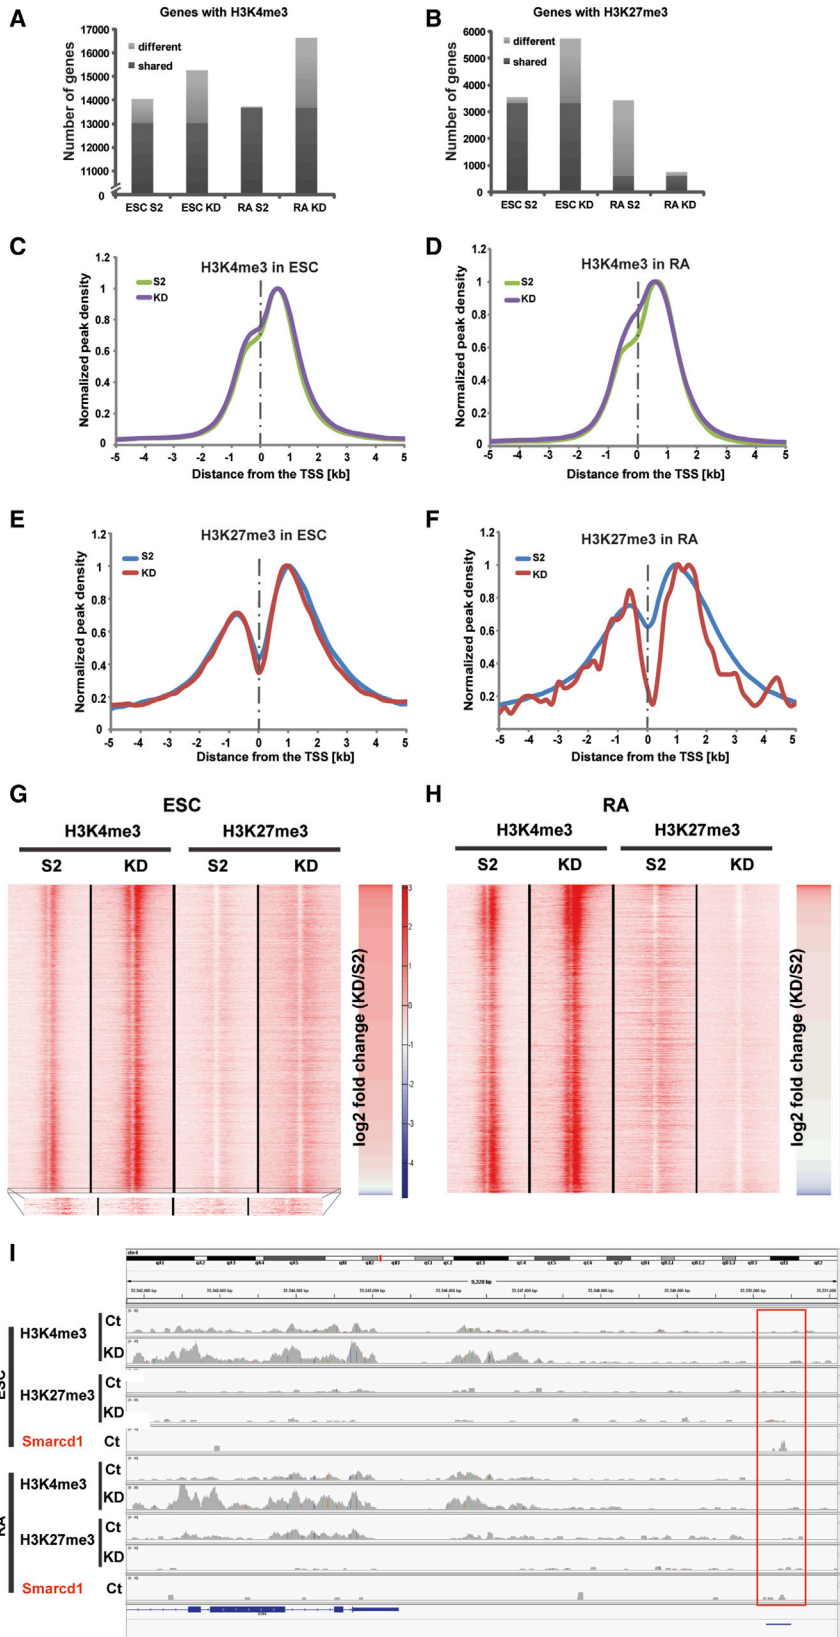 A
Genes with H3K4me3
Number of genes
17000
16000
15000
14000
13000
12000
11000
0
different
shared
ESC S2 ESC KD RA S2 RA KD
B
Genes with H3K27me3
Number of genes
6000
5000
4000
3000
2000
1000
0
different
shared
ESC S2 ESC KD RA S2 RA KD
C
H3K4me3 in ESC
Normalized peak density
1.2
1
0.8
0.6
0.4
0.2
0
S2
KD
-5 -4 -3 -2 -1 0 1 2 3 4 5
Distance from the TSS [kb]
D
H3K4me3 in RA
Normalized peak density
1.2
1
0.8
0.6
0.4
0.2
0
S2
KD
-5 -4 -3 -2 -1 0 1 2 3 4 5
Distance from the TSS [kb]
E
H3K27me3 in ESC
Normalized peak density
1.2
1
0.8
0.6
0.4
0.2
0
S2
KD
-5 -4 -3 -2 -1 0 1 2 3 4 5
Distance from the TSS [kb]
F
H3K27me3 in RA
Normalized peak density
1.2
1
0.8
0.6
0.4
0.2
S2
KD
-5 -4 -3 -2 -1 0 1 2 3 4 5
Distance from the TSS [kb]
G
ESC
H3K4me3 H3K27me3
S2 KD S2 KD
log2 fold change (KD/S2)
3
2
1
0
-1
-2
-3
-4
H
RA
H3K4me3 H3K27me3
S2 KD S2 KD
log2 fold change (KD/S2)
I
chr4
9,329 bp
ESC
H3K4me3 Ct
KD
H3K27me3 Ct
KD
Smarcd1 Ct
RA
H3K4me3 Ct
KD
H3K27me3 Ct
KD
Smarcd1 Ct